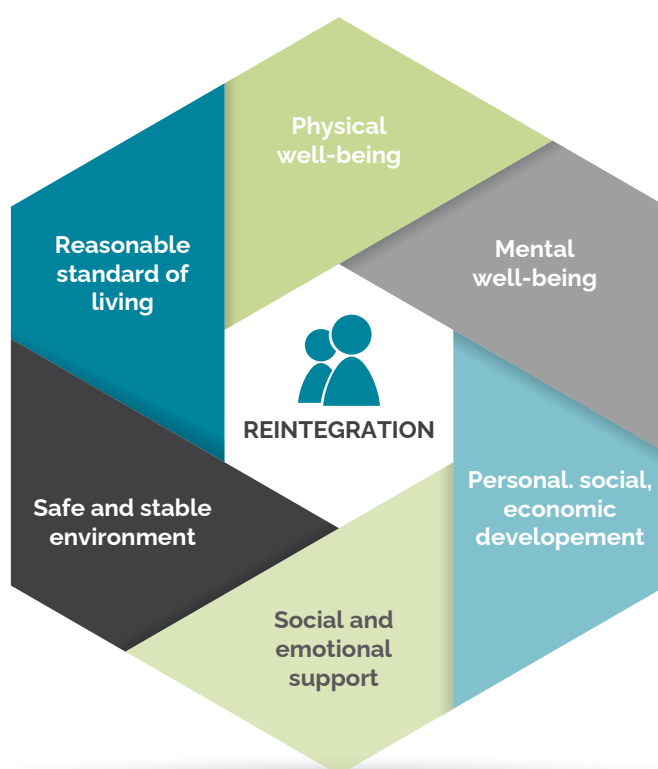 Physical
well-being
Mental
well-being
Reasonable
standard of
living
REINTEGRATION
Personal. social,
economic
developement
Safe and stable
environment
Social and
emotional
support